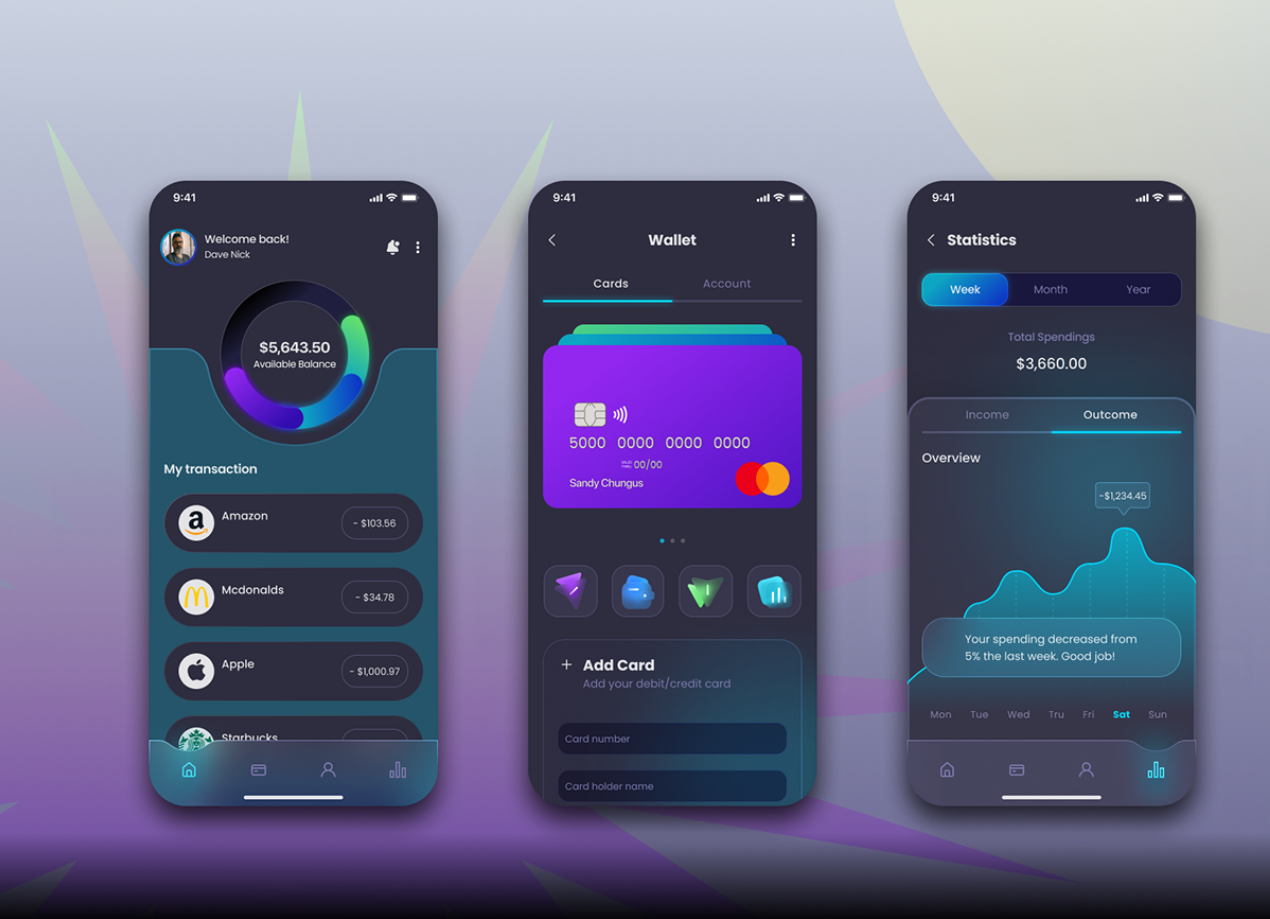 9:41
Welcome back!
Dave Nick
$5,643.50
Available Balance
My transaction
Amazon
- $103.56
Mcdonalds
- $34.78
Apple
- $1,000.97
Starbucks
9:41
Wallet
Cards
Account
5000 0000 0000 0000
00/00
Sandy Chungus
Add Card
Add your debit/credit card
Card number
Card holder name
9:41
Statistics
Week
Month
Year
Total Spendings
$3,660.00
Income
Outcome
Overview
-$1,234.45
Your spending decreased from
5% the last week. Good job!
Mon Tue Wed Tru Fri Sat Sun